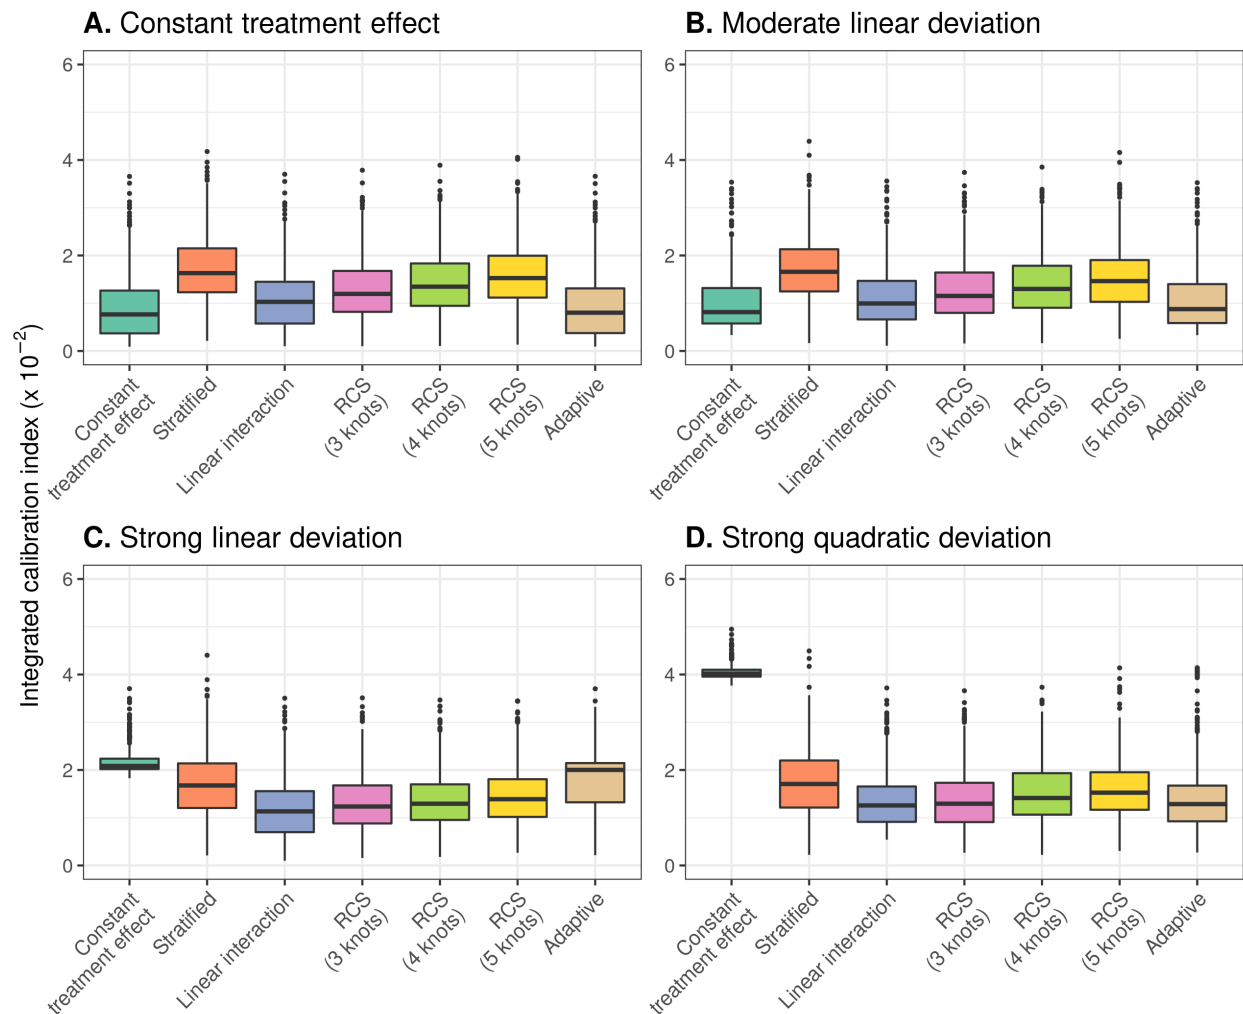 A. Constant treatment effect
6
4
2
0
Constant
treatment effect
Stratified
Linear interaction
RCS
(3 knots)
RCS
(4 knots)
RCS
(5 knots)
Adaptive
B. Moderate linear deviation
6
4
2
0
Constant
treatment effect
Stratified
Linear interaction
RCS
(3 knots)
RCS
(4 knots)
RCS
(5 knots)
Adaptive
Integrated calibration index (x 10⁻²)
C. Strong linear deviation
6
4
2
0
Constant
treatment effect
Stratified
Linear interaction
RCS
(3 knots)
RCS
(4 knots)
RCS
(5 knots)
Adaptive
D. Strong quadratic deviation
6
4
2
0
Constant
treatment effect
Stratified
Linear interaction
RCS
(3 knots)
RCS
(4 knots)
RCS
(5 knots)
Adaptive